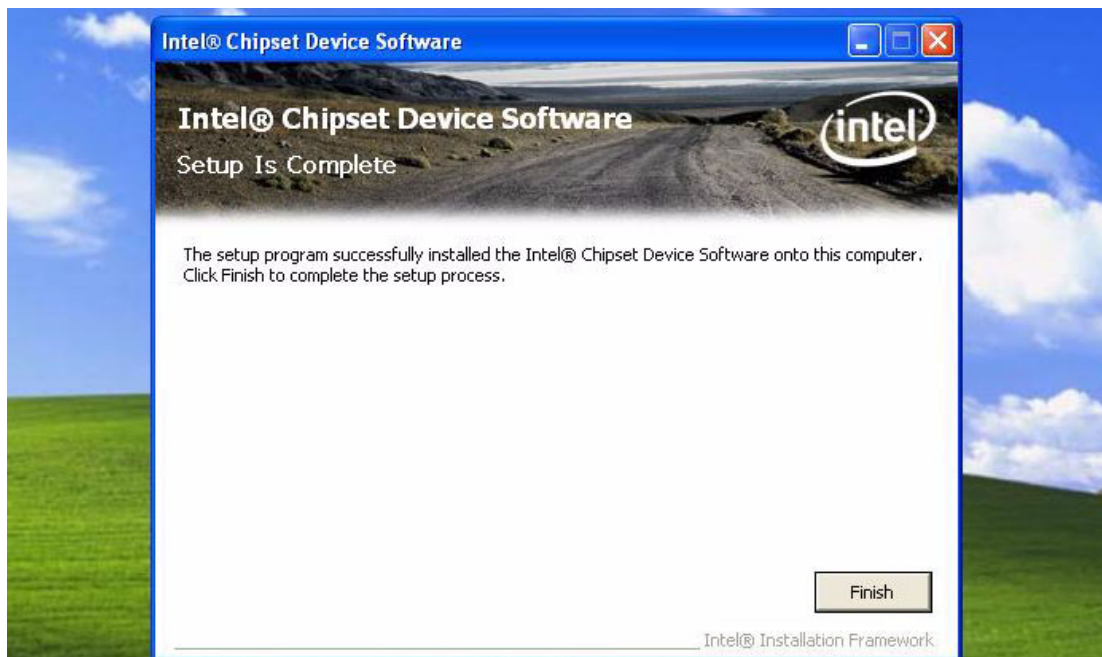 Intel® Chipset Device Software
Intel® Chipset Device Software
intel
Setup Is Complete
The setup program successfully installed the Intel® Chipset Device Software onto this computer.
Click Finish to complete the setup process.
Finish
Intel® Installation Framework